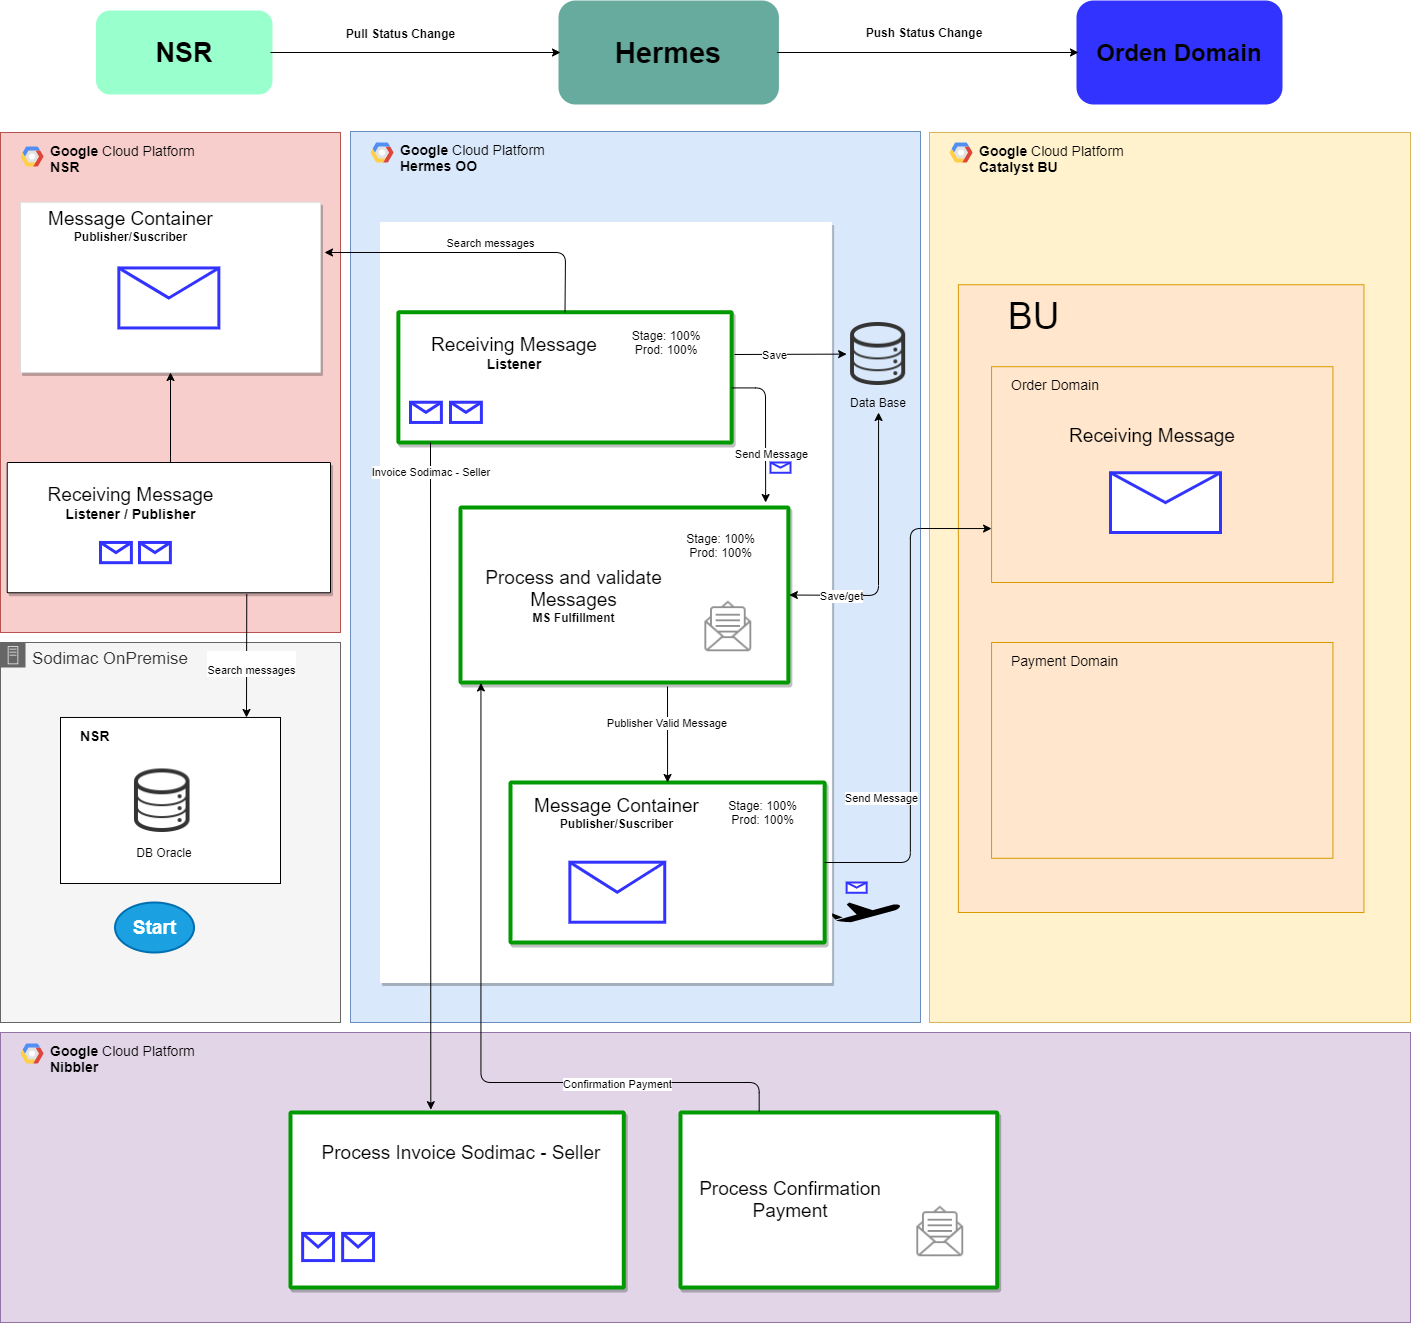 NSR
Pull Status Change
Hermes
Push Status Change
Orden Domain
Google Cloud Platform
NSR
Message Container
Publisher/Suscriber
Receiving Message
Listener / Publisher
Search messages
Sodimac OnPremise
NSR
DB Oracle
Start
Google Cloud Platform
Hermes OO
Search messages
Receiving Message
Listener
Stage: 100%
Prod: 100%
Save
Data Base
Send Message
Invoice Sodimac - Seller
Stage: 100%
Prod: 100%
Process and validate
Messages
MS Fulfillment
Save/get
Publisher Valid Message
Message Container
Publisher/Suscriber
Stage: 100%
Prod: 100%
Send Message
Google Cloud Platform
Catalyst BU
BU
Order Domain
Receiving Message
Payment Domain
Google Cloud Platform
Nibbler
Confirmation Payment
Process Invoice Sodimac - Seller
Process Confirmation
Payment